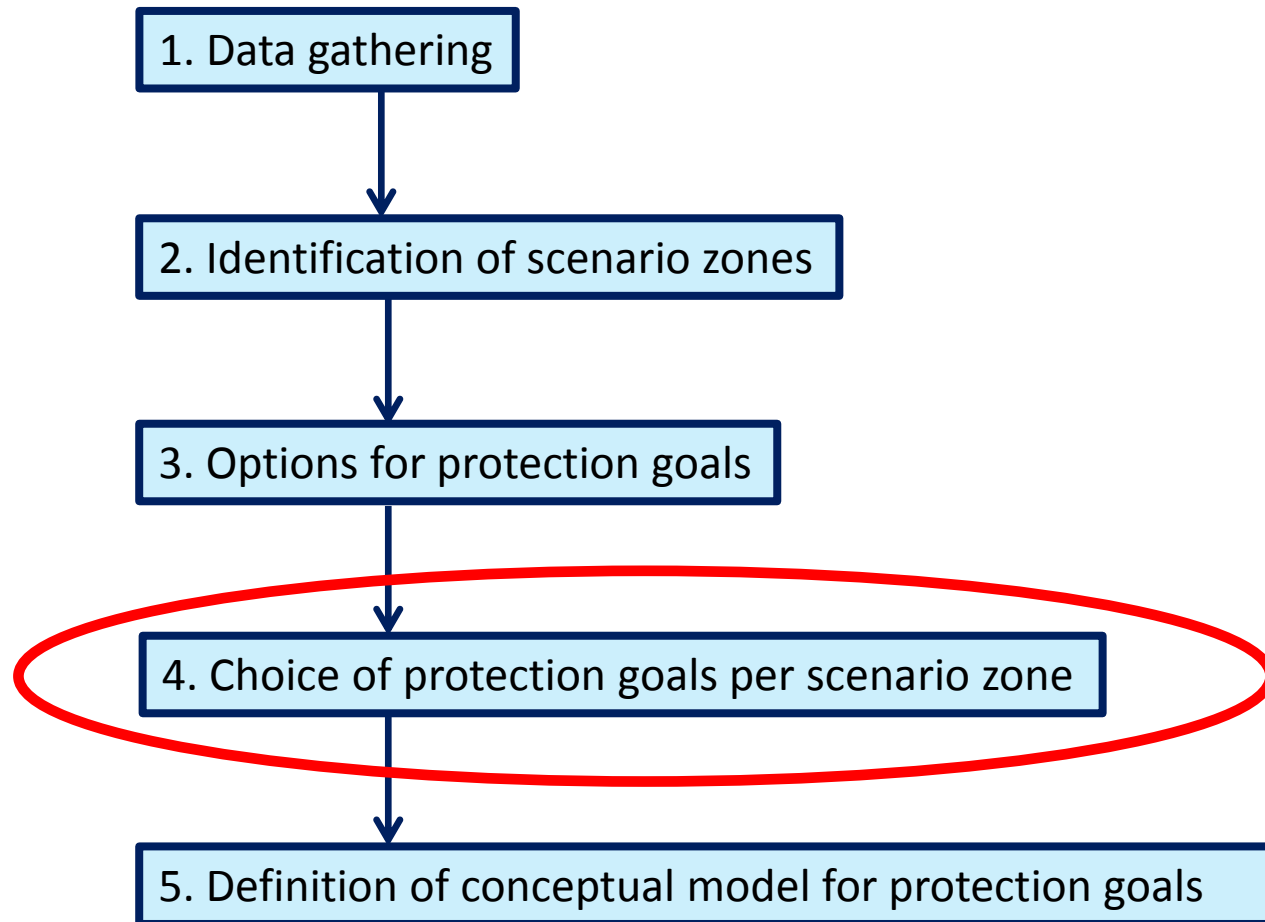 1. Data gathering
2. Identification of scenario zones
3. Options for protection goals
4. Choice of protection goals per scenario zone
5. Definition of conceptual model for protection goals